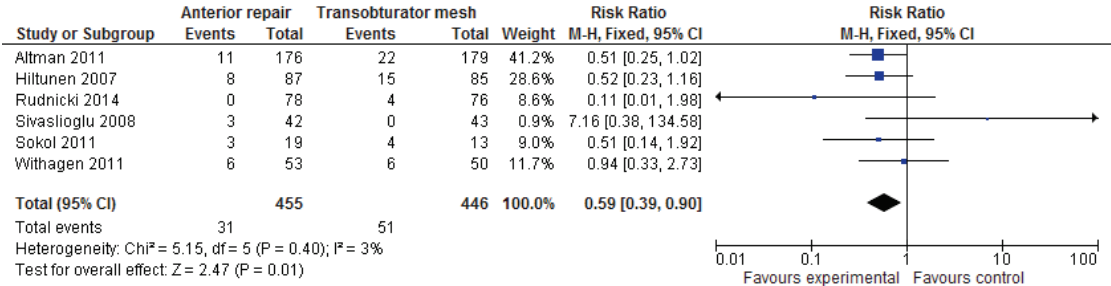 Anterior repair Transobturator mesh Risk Ratio Risk Ratio
Study or Subgroup Events Total Events Total Weight M-H, Fixed, 95% CI M-H, Fixed, 95% CI
Altman 2011 11 176 22 179 41.2% 0.51 [0.25, 1.02]
Hiltunen 2007 8 87 15 85 28.6% 0.52 [0.23, 1.16]
Rudnicki 2014 0 78 4 76 8.6% 0.11 [0.01, 1.98]
Sivaslioglu 2008 3 42 0 43 0.9% 7.16 [0.38, 134.58]
Sokol 2011 3 19 4 13 9.0% 0.51 [0.14, 1.92]
Withagen 2011 6 53 6 50 11.7% 0.94 [0.33, 2.73]
Total (95% CI) 455 446 100.0% 0.59 [0.39, 0.90]
Total events 31 51
Heterogeneity: Chi² = 5.15, df = 5 (P = 0.40); I² = 3%
Test for overall effect: Z = 2.47 (P = 0.01)
0.01 0.1 1 10 100
Favours experimental Favours control